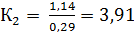 К₂ = 1,14/0,29 = 3,91